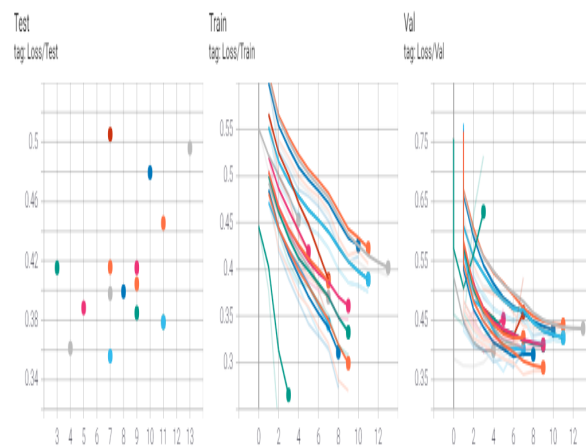 Test
tag: Loss/Test
0.5
0.46
0.42
0.38
0.34
3 4 5 6 7 8 9 10 11 12 13
Train
tag: Loss/Train
0.55
0.5
0.45
0.4
0.35
0.3
0 2 4 6 8 10 12
Val
tag: Loss/Val
0.75
0.65
0.55
0.45
0.35
0 2 4 6 8 10 12